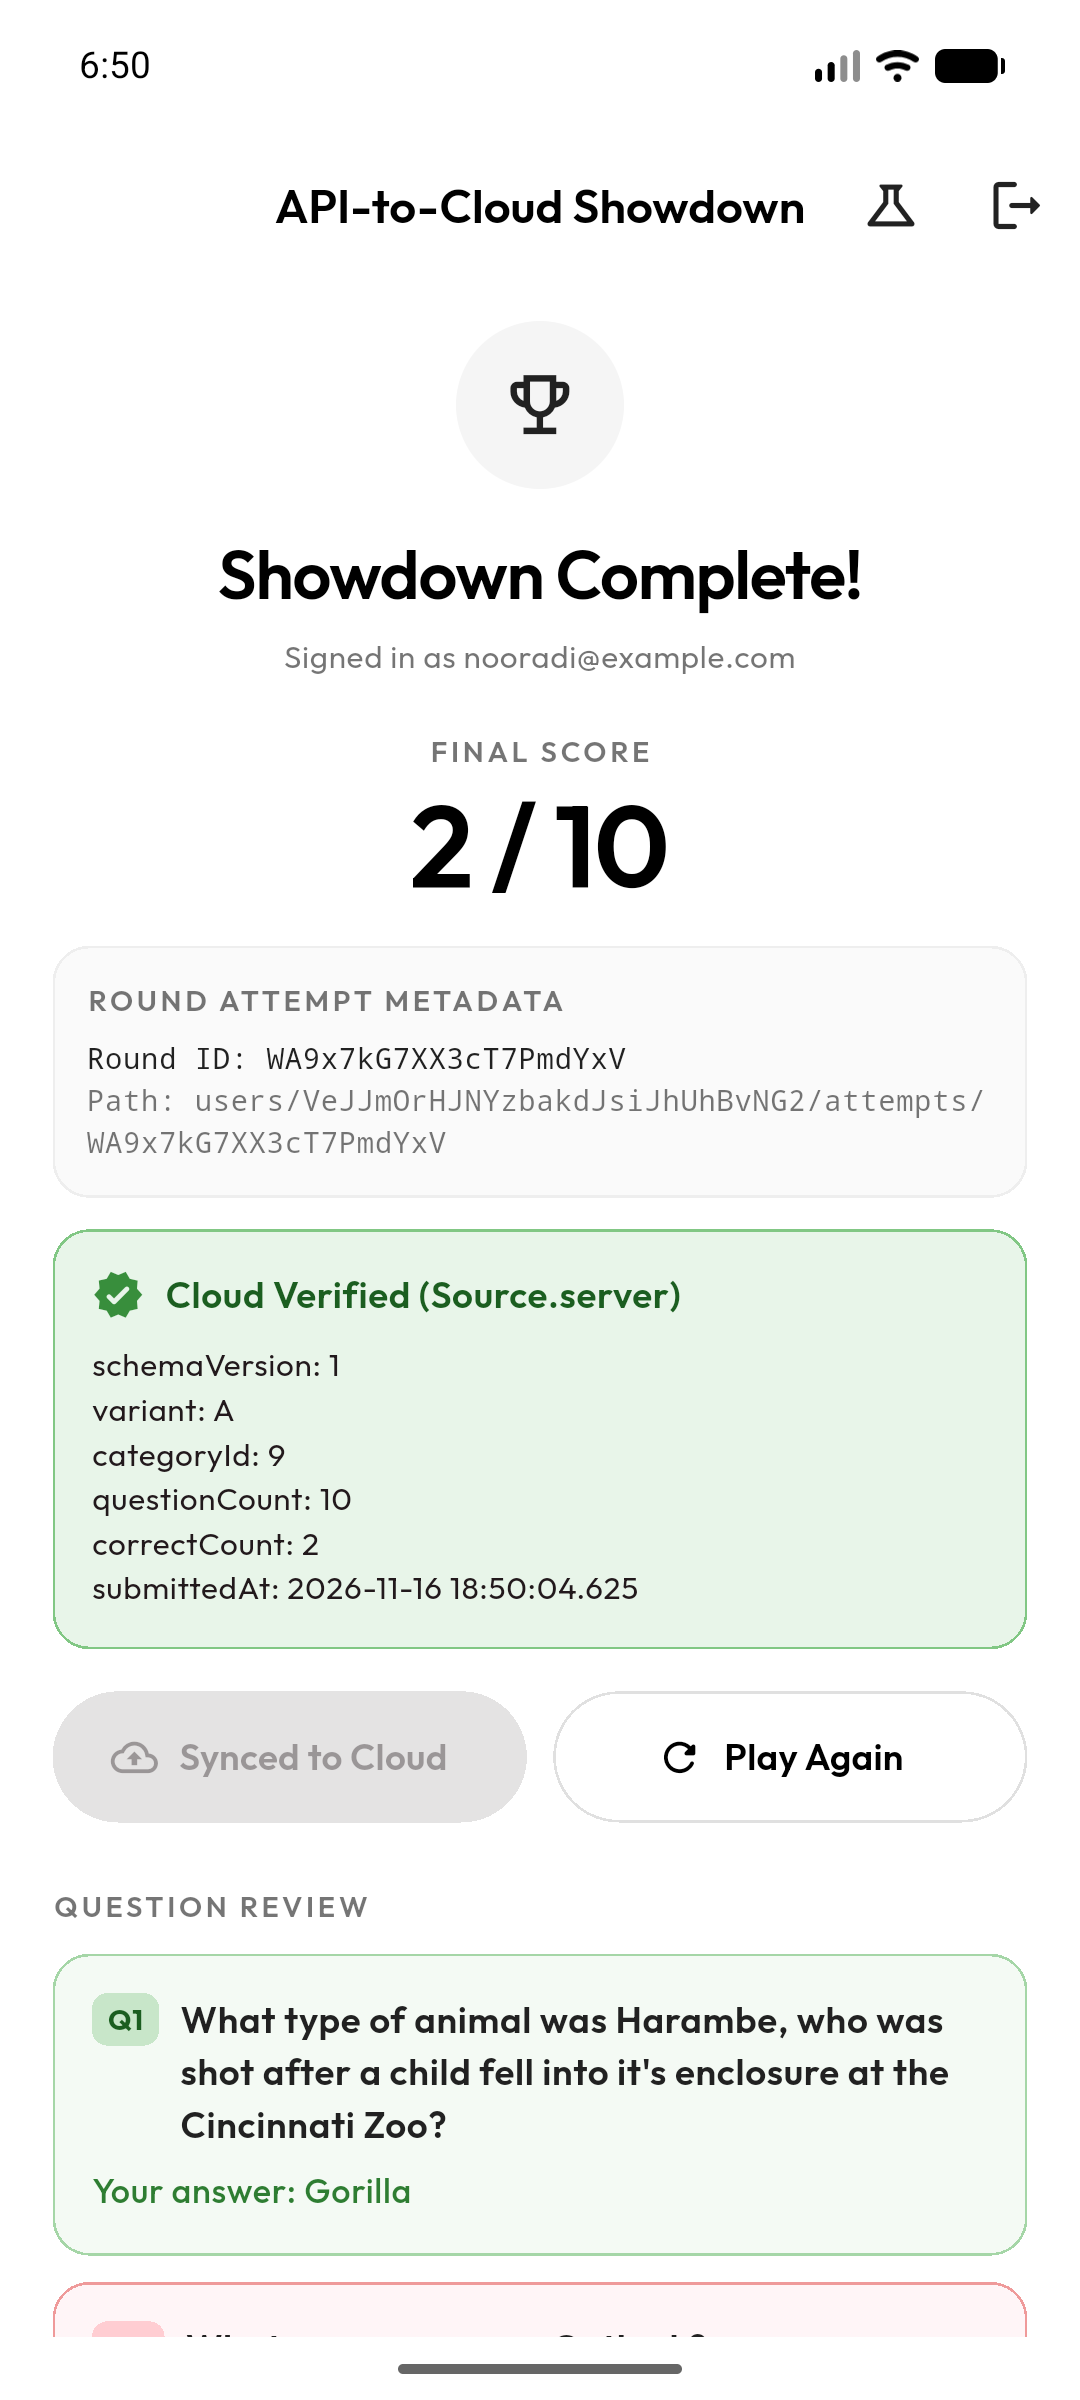 6:50
API-to-Cloud Showdown
Showdown Complete!
Signed in as nooradi@example.com
FINAL SCORE
2 / 10
ROUND ATTEMPT METADATA
Round ID: WA9x7kG7XX3cT7PmdYxV
Path: users/VeJJmOrHJNYzbakdJsiJhUhBvNG2/attempts/
WA9x7kG7XX3cT7PmdYxV
Cloud Verified (Source.server)
schemaVersion: 1
variant: A
categoryId: 9
questionCount: 10
correctCount: 2
submittedAt: 2026-11-16 18:50:04.625
Synced to Cloud
Play Again
QUESTION REVIEW
Q1
What type of animal was Harambe, who was
shot after a child fell into it's enclosure at the
Cincinnati Zoo?
Your answer: Gorilla